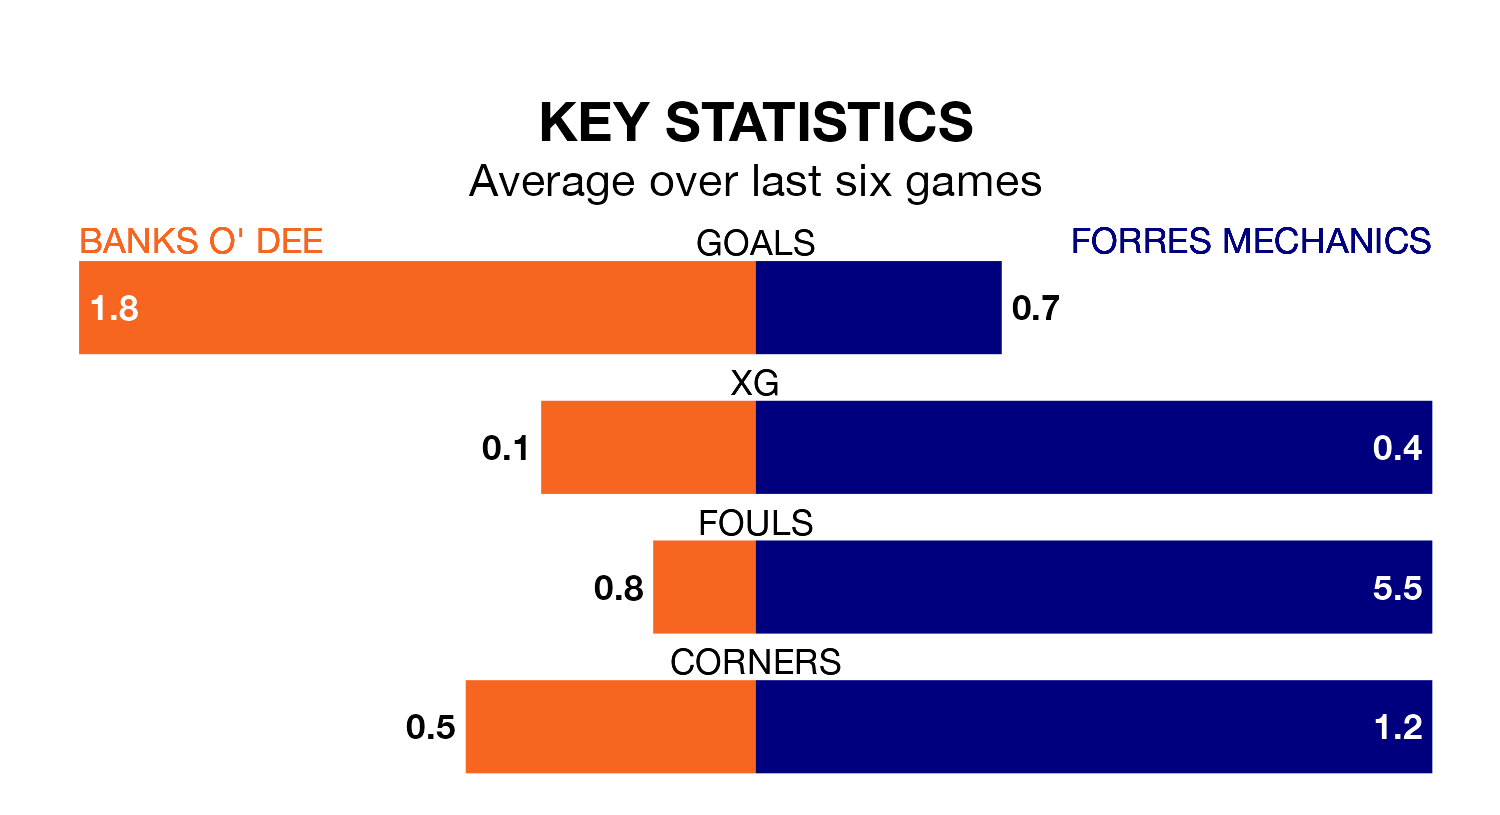 KEY STATISTICS
Average over last six games
BANKS O' DEE
GOALS
FORRES MECHANICS
1.8
0.7
XG
0.1
0.4
FOULS
0.8
5.5
CORNERS
0.5
1.2